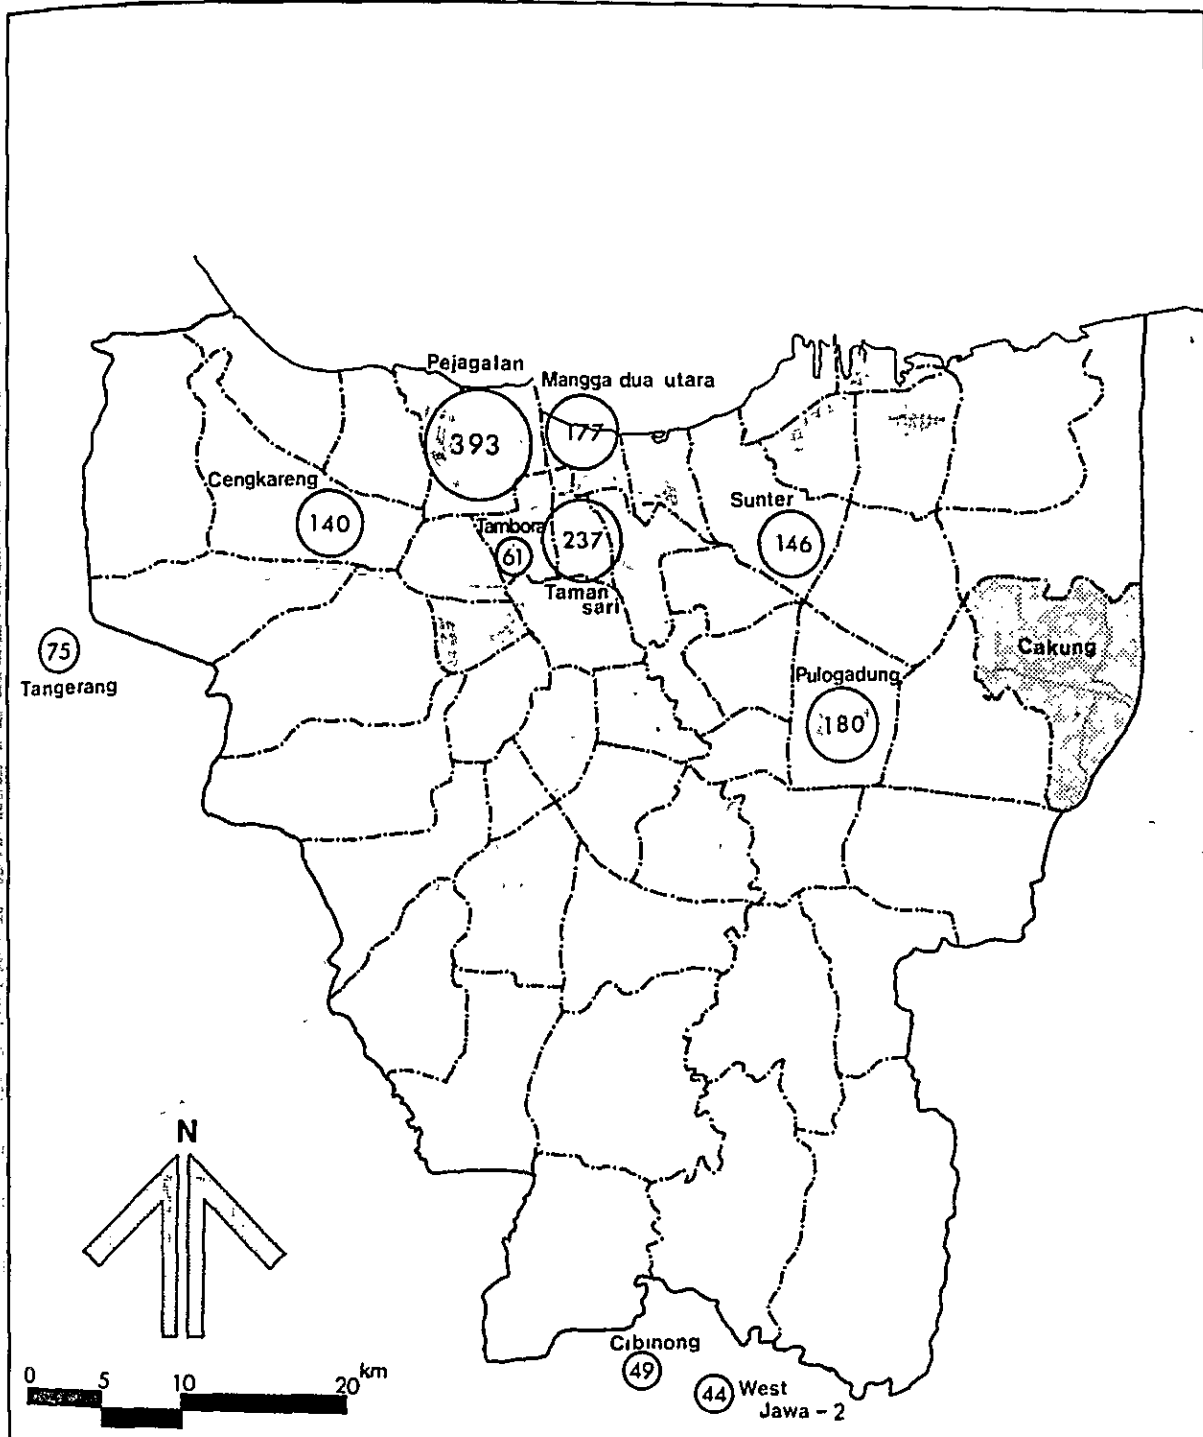 Pejagalan
Mangga dua utara
393
177
Cengkareng
140
Tambora
61
237
Taman
sari
Sunter
146
75
Tangerang
Cakung
Pulogadung
180
N
0 5 10 20 km
Cibinong
49
44 West
Jawa - 2